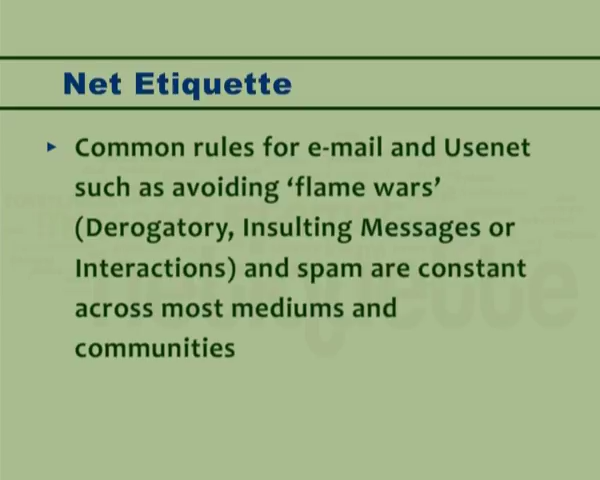 Net Etiquette
Common rules for e-mail and Usenet
such as avoiding ‘flame wars’
(Derogatory, Insulting Messages or
Interactions) and spam are constant
across most mediums and
communities